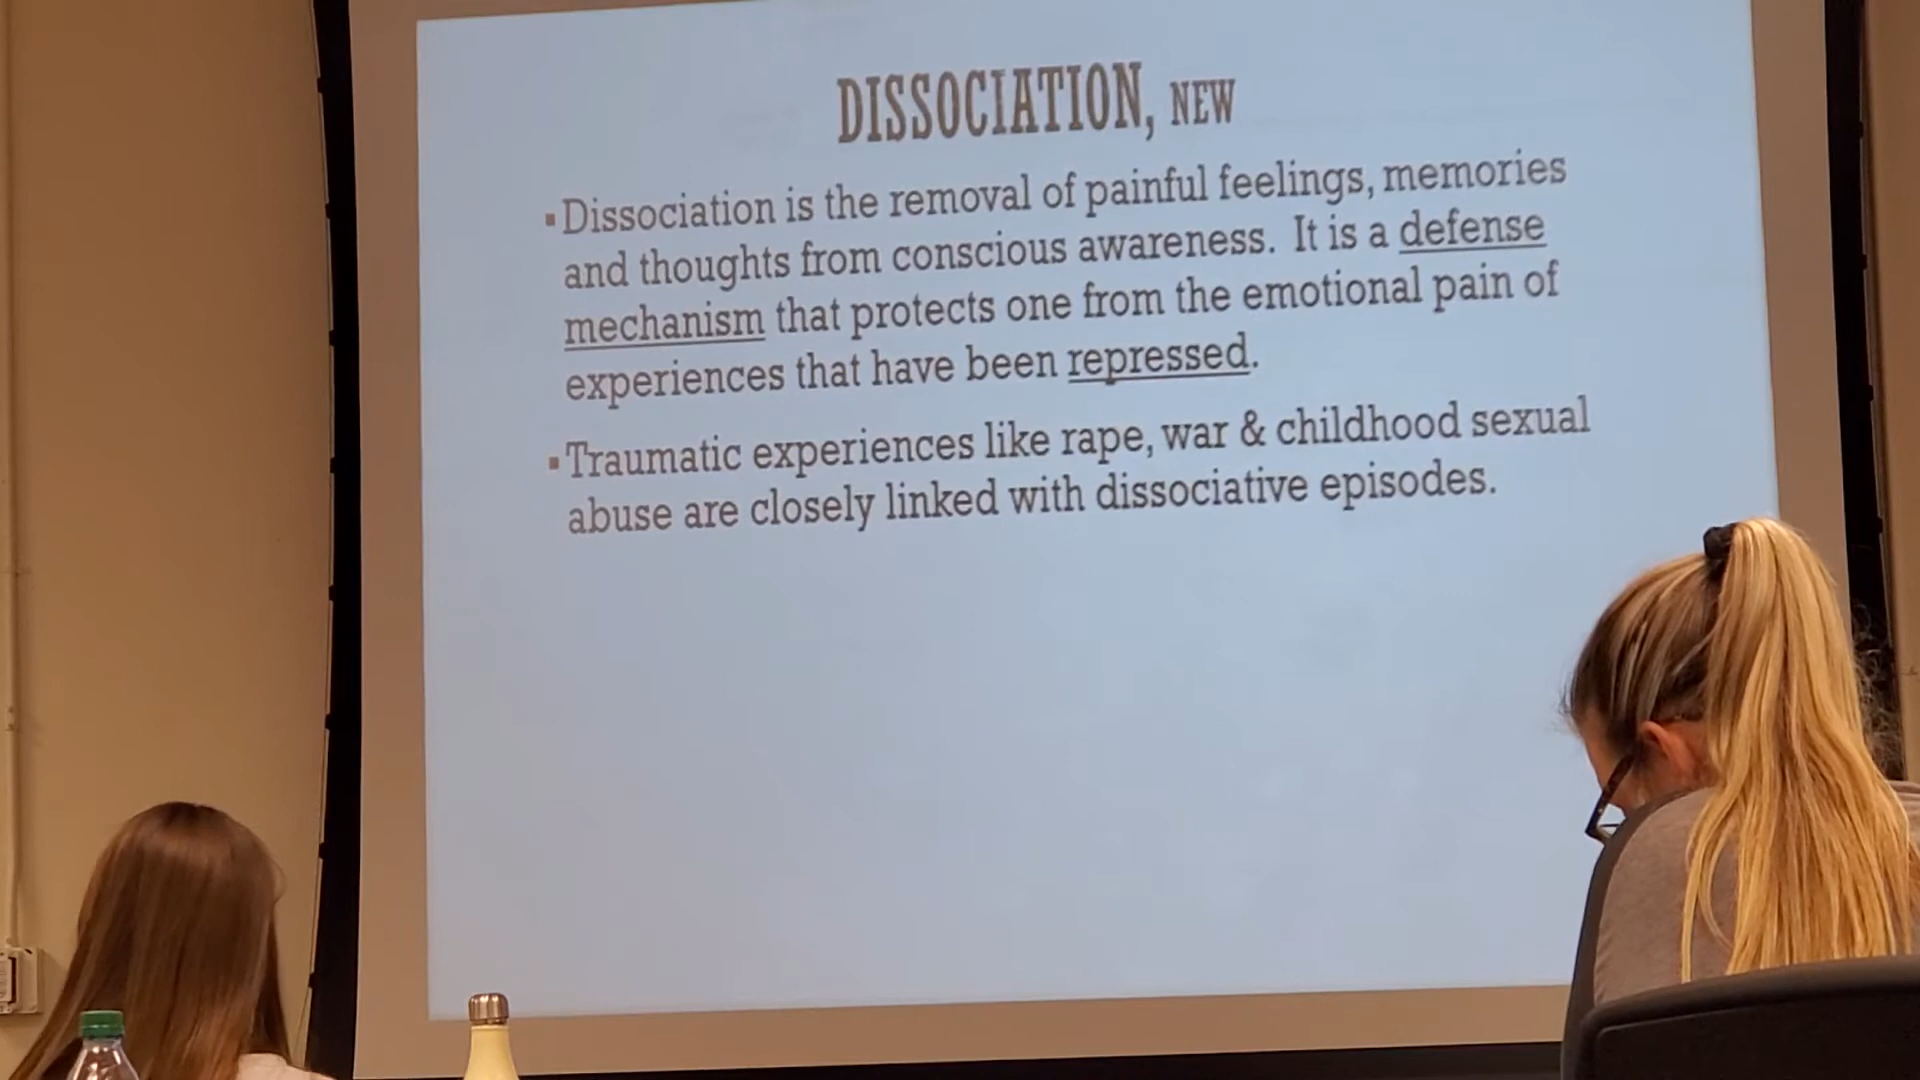 DISSOCIATION, NEW
▪Dissociation is the removal of painful feelings, memories
and thoughts from conscious awareness. It is a defense
mechanism that protects one from the emotional pain of
experiences that have been repressed.
▪Traumatic experiences like rape, war & childhood sexual
abuse are closely linked with dissociative episodes.